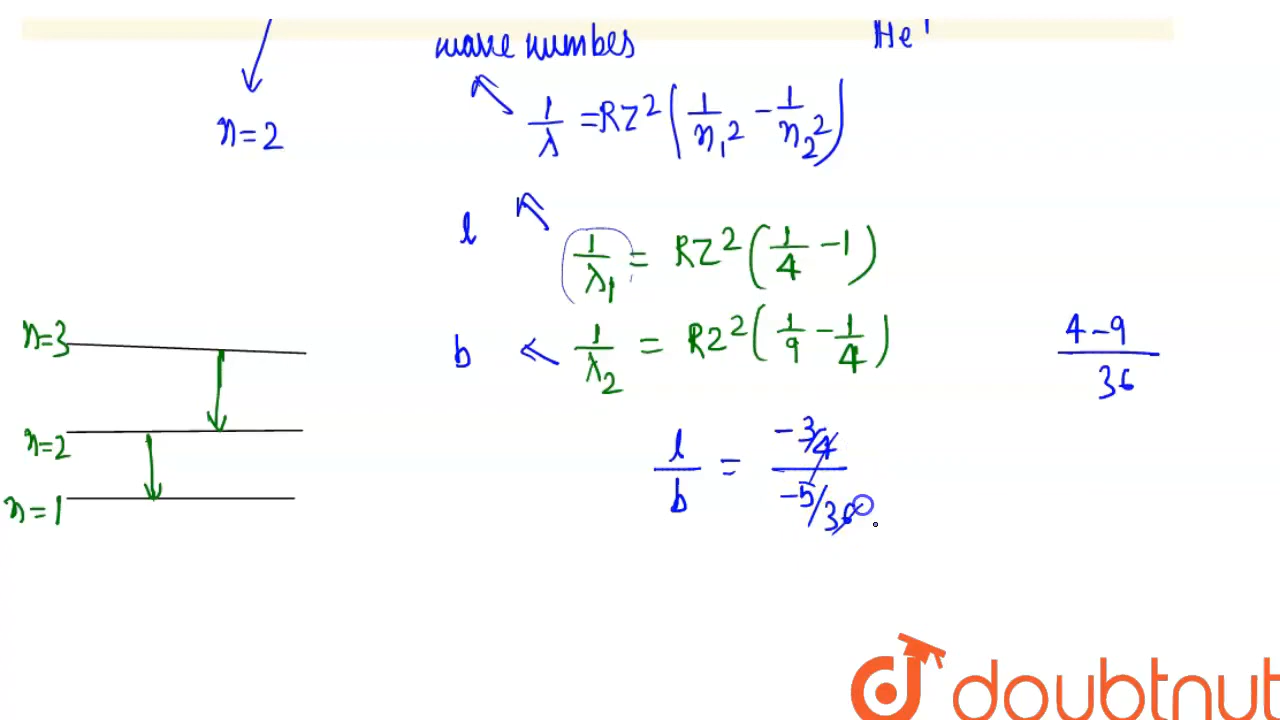 wave number
He+
n=2
1/λ = RZ² (1/n₁² - 1/n₂²)
l
1/λ₁ = RZ² (1/4 - 1)
n=3
b
1/λ₂ = RZ² (1/9 - 1/4)
4-9/36
n=2
l/b = -3/4/-5/36
n=1
doubtnut